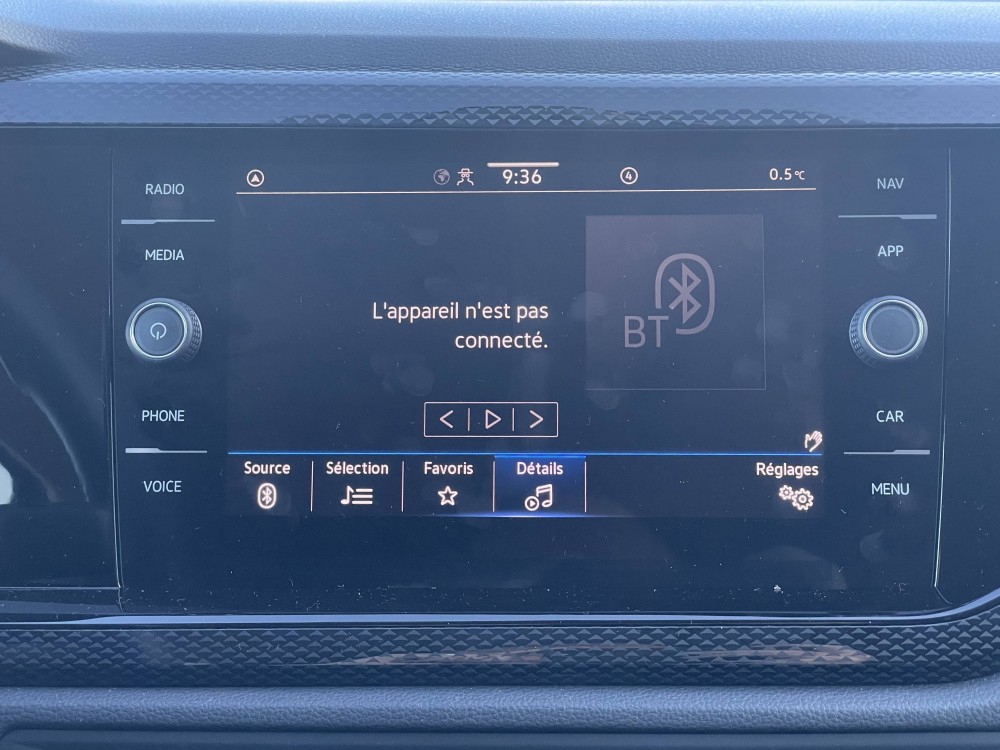 9:36
4
0.5°C
RADIO
NAV
MEDIA
APP
L'appareil n'est pas
connecté.
BT
PHONE
CAR
VOICE
MENU
Source
Sélection
Favoris
Détails
Réglages